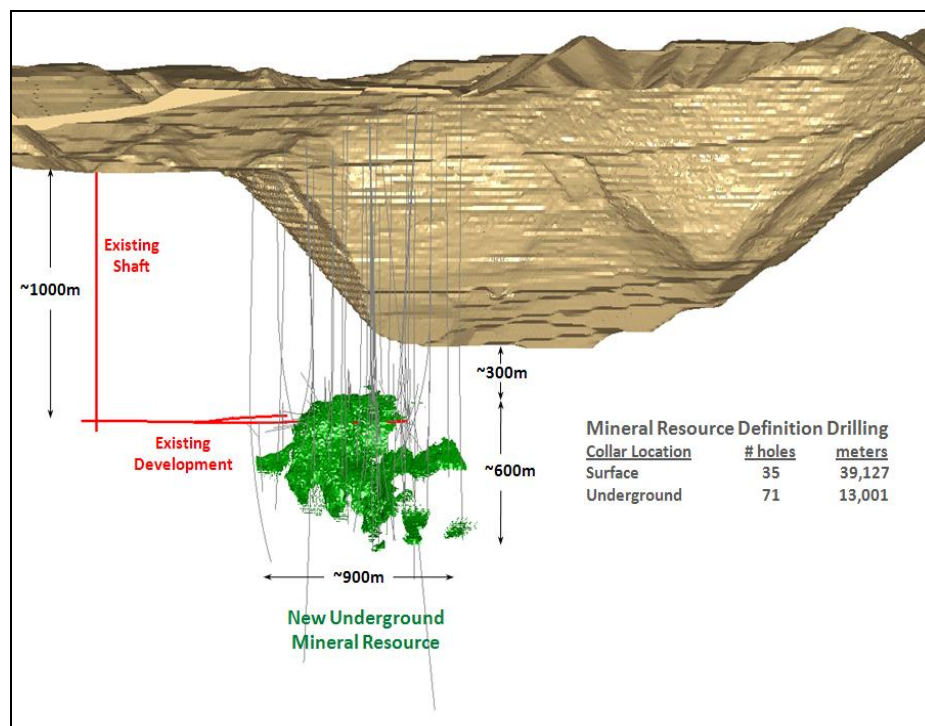 Existing
Shaft
~1000m
~300m
Existing
Development
~600m
Mineral Resource Definition Drilling
Collar Location # holes meters
Surface 35 39,127
Underground 71 13,001
~900m
New Underground
Mineral Resource